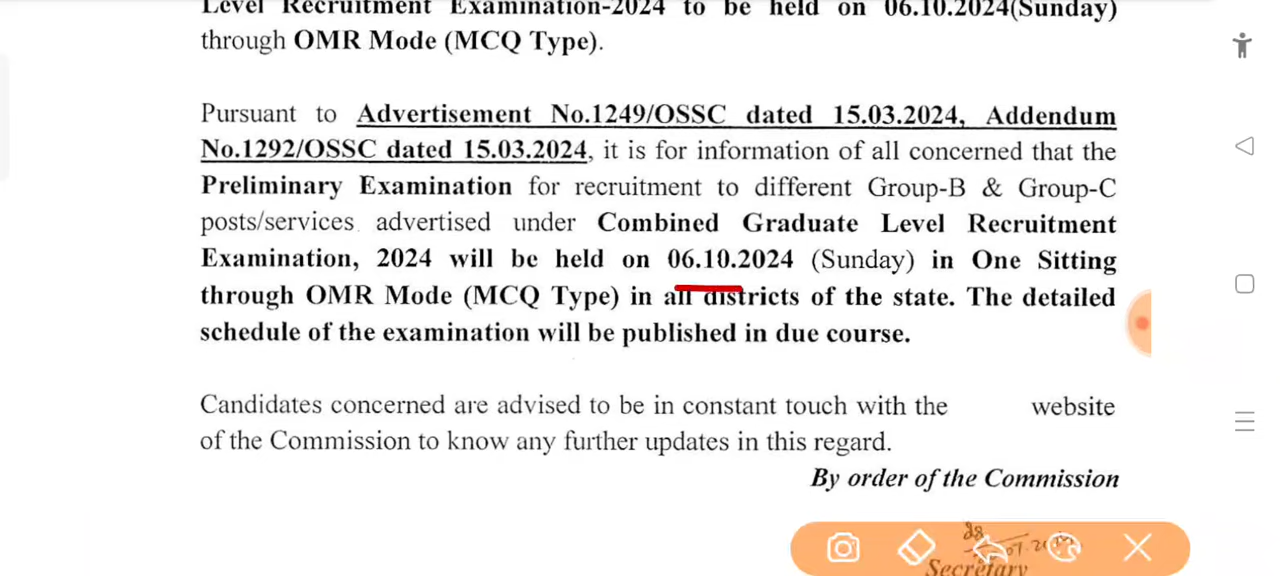 Level Recruitment Examination-2024 to be held on 06.10.2024(Sunday)
through OMR Mode (MCQ Type).
Pursuant to Advertisement No.1249/OSSC dated 15.03.2024, Addendum
No.1292/OSSC dated 15.03.2024, it is for information of all concerned that the
Preliminary Examination for recruitment to different Group-B & Group-C
posts/services advertised under Combined Graduate Level Recruitment
Examination, 2024 will be held on 06.10.2024 (Sunday) in One Sitting
through OMR Mode (MCQ Type) in all districts of the state. The detailed
schedule of the examination will be published in due course.
Candidates concerned are advised to be in constant touch with the website
of the Commission to know any further updates in this regard.
By order of the Commission
Secretary